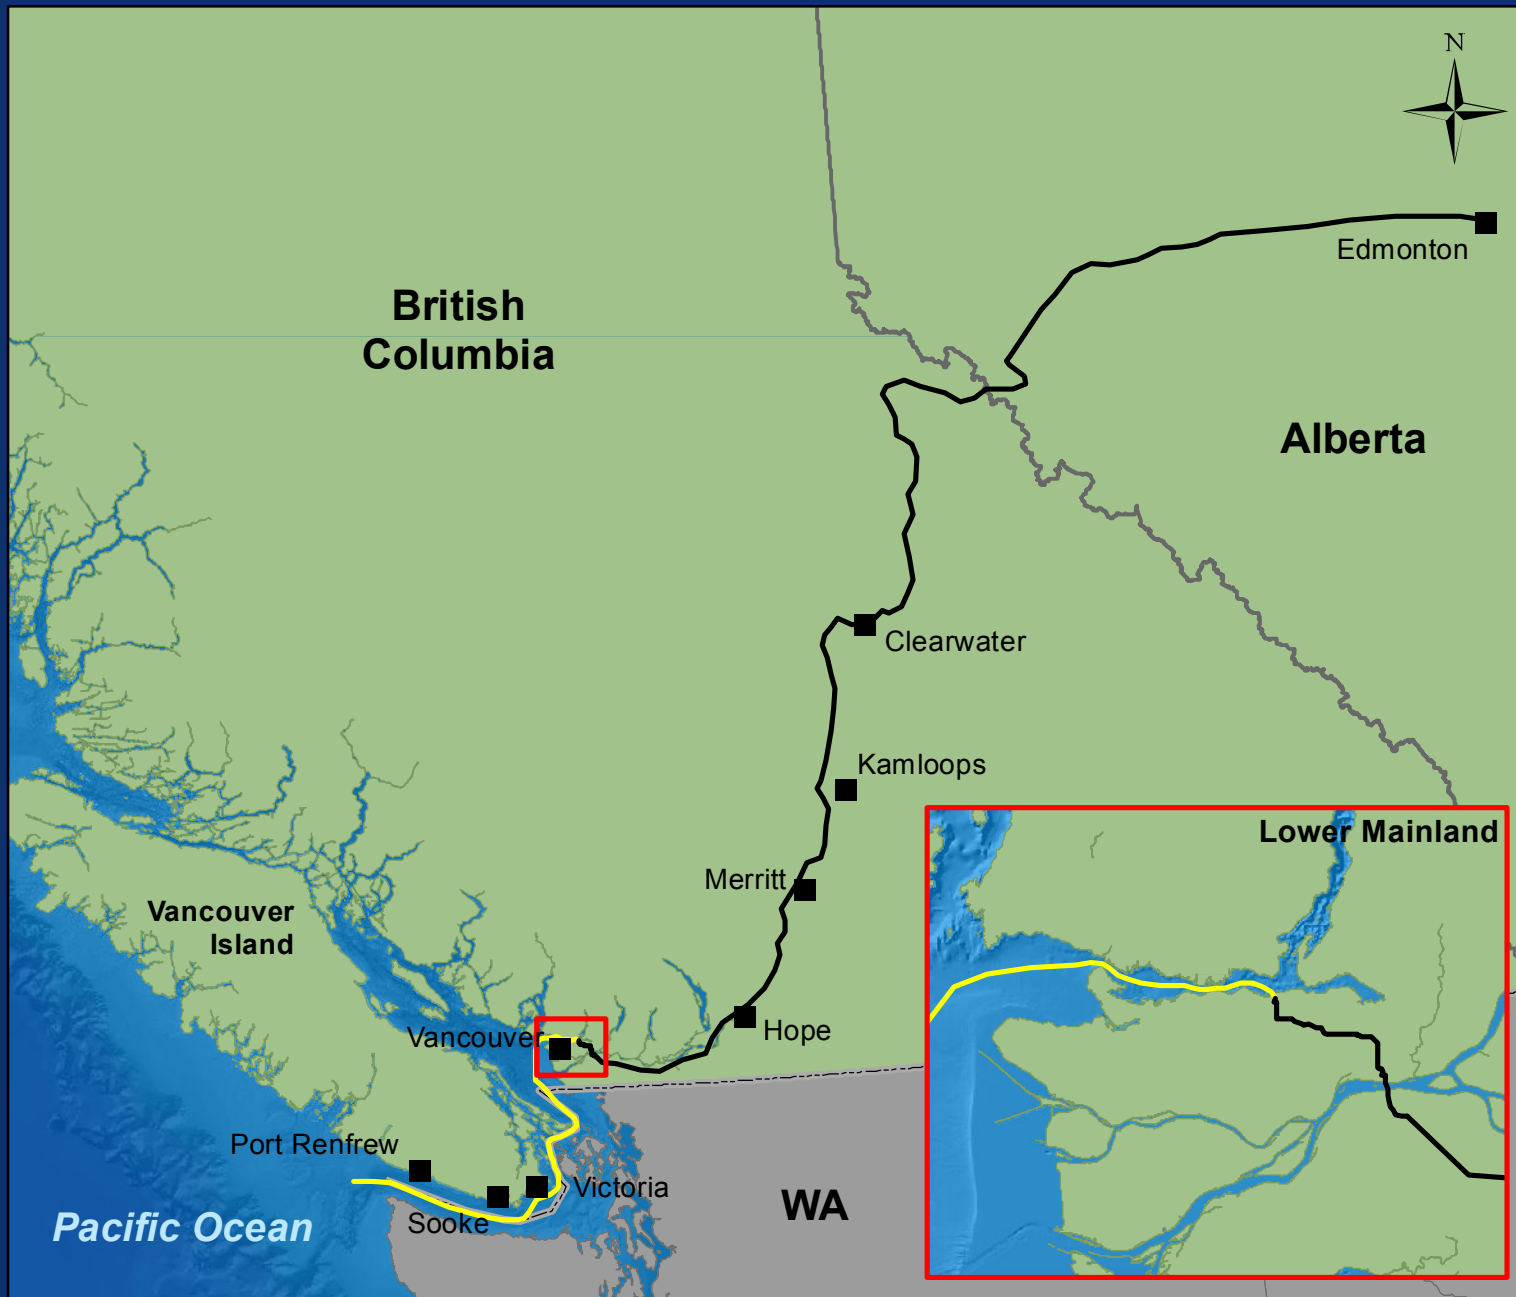 N
Edmonton
British
Columbia
Alberta
Clearwater
Kamloops
Lower Mainland
Merritt
Vancouver
Island
Hope
Vancouver
Port Renfrew
Victoria
WA
Sooke
Pacific Ocean